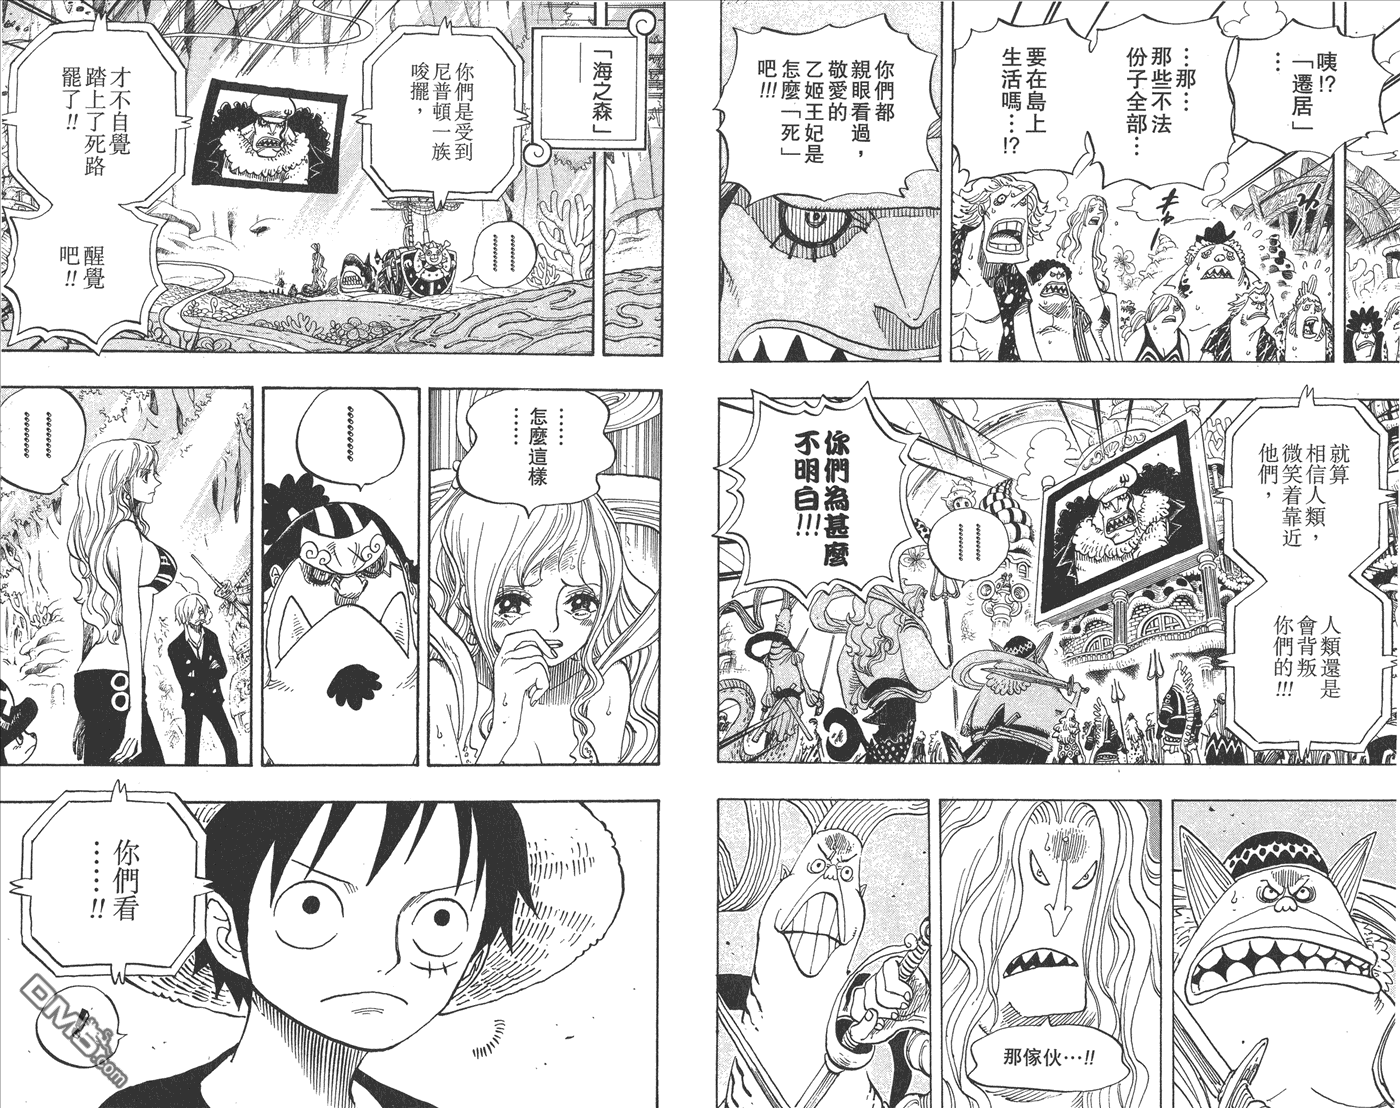 咦!?
「遷居」
…
…那…
那些不法
份子全部…
要在島上
生活嗎…!?
你們都
親眼看過，
敬愛的
乙姬王妃是
怎麼「死」
吧!!!
就算
相信人類，
微笑着靠近
他們，
人類還是
會背叛
你們的!!!
………
你們為甚麼
不明白!!!
那傢伙…!!
「海之森」
──
你們是受到
尼普頓一族
唆擺，
………
才不自覺
踏上了死路
罷了!!
醒覺
吧!!
……
怎麼這樣
……
………
………
你們看
……!!
!!
DM5
.com